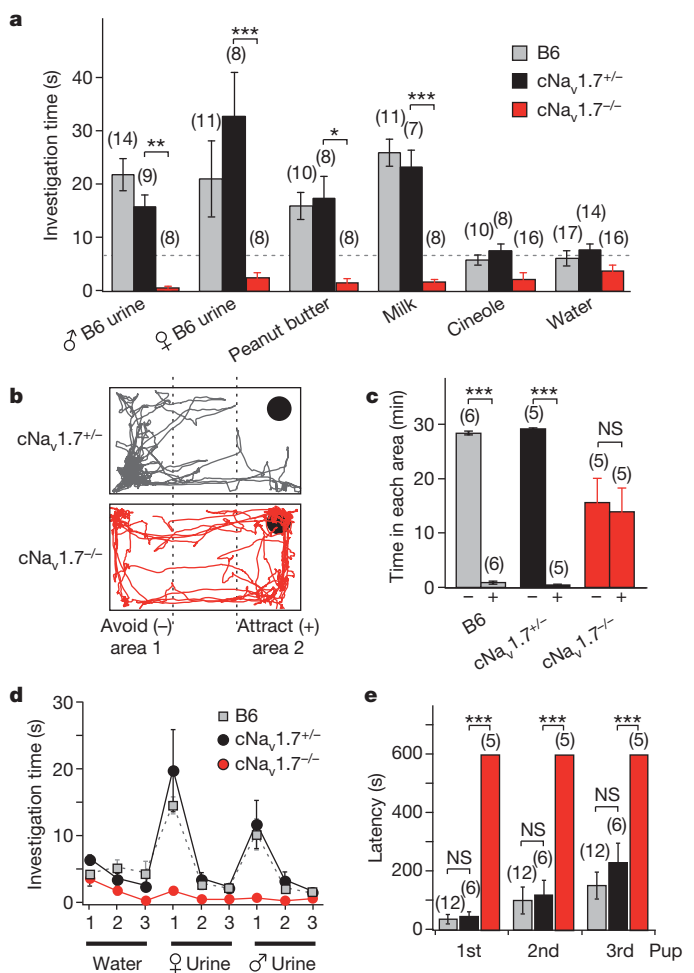 a
Investigation time (s)
40
30
20
10
0
B6
cNav1.7+/−
cNav1.7−/−
(14) (9) ** (8)
(11) (8) *** (8)
(10) (8) * (8)
(11) (7) *** (8)
(10) (8) (16)
(17) (14) (16)
♂ B6 urine
♀ B6 urine
Peanut butter
Milk
Cineole
Water
b
cNav1.7+/−
cNav1.7−/−
Avoid (−)
area 1
Attract (+)
area 2
c
Time in each area (min)
30
20
10
0
*** *** NS
(6) (6) (5) (5) (5) (5)
− + − + − +
B6
cNav1.7+/−
cNav1.7−/−
d
Investigation time (s)
30
20
10
0
B6
cNav1.7+/−
cNav1.7−/−
1 2 3 1 2 3 1 2 3
Water ♀ Urine ♂ Urine
e
Latency (s)
600
400
200
0
*** *** ***
(5) (5) (5)
NS NS NS
(12) (6) (12) (6) (12) (6)
1st 2nd 3rd Pup